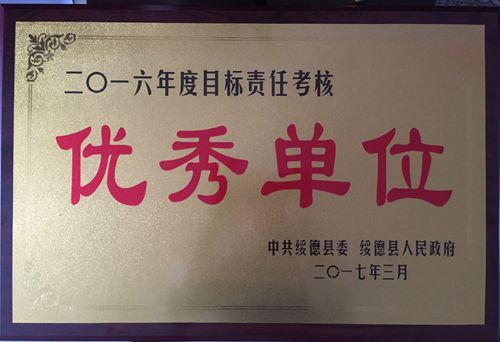 二〇一六年度目标责任考核
优秀单位
中共绥德县委 绥德县人民政府
二〇一七年三月